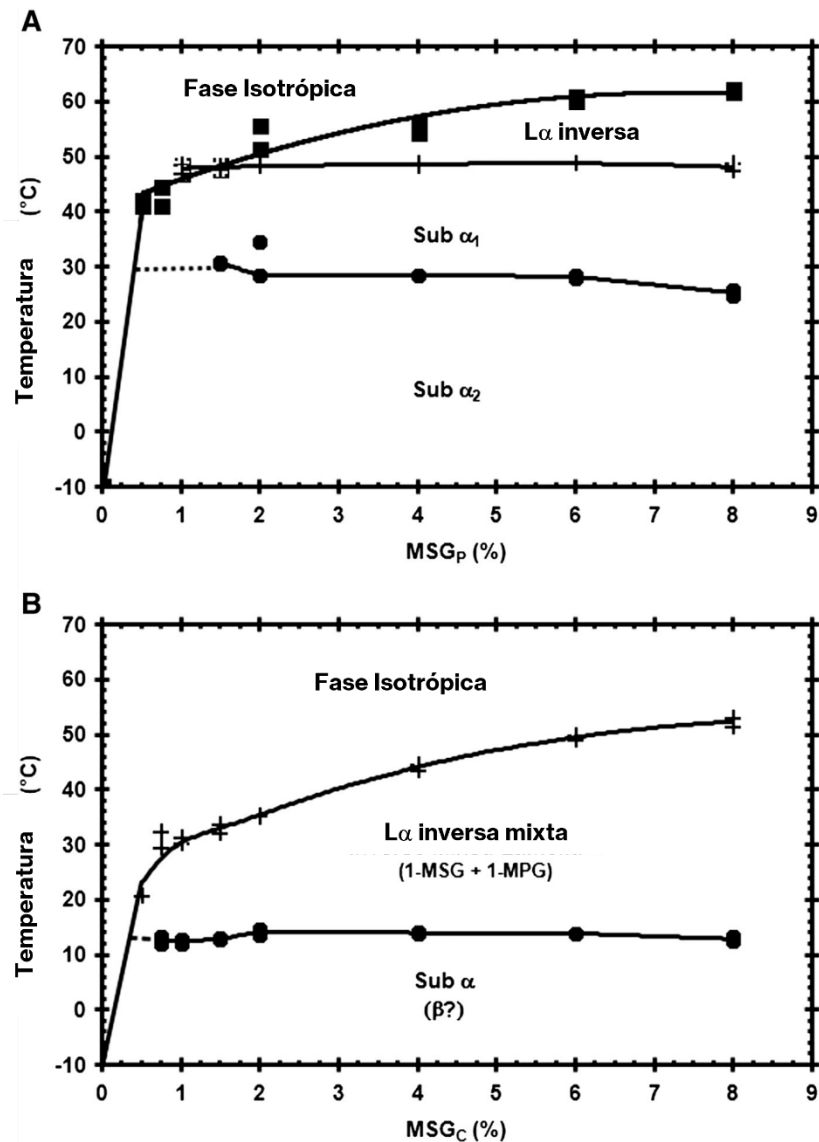 A
70
60
50
40
30
20
10
0
-10
Temperatura (°C)
Fase Isotrópica
Lα inversa
Sub α₁
Sub α₂
0 1 2 3 4 5 6 7 8 9
MSG_P (%)
B
70
60
50
40
30
20
10
0
-10
Temperatura (°C)
Fase Isotrópica
Lα inversa mixta
(1-MSG + 1-MPG)
Sub α
(β?)
0 1 2 3 4 5 6 7 8 9
MSG_C (%)